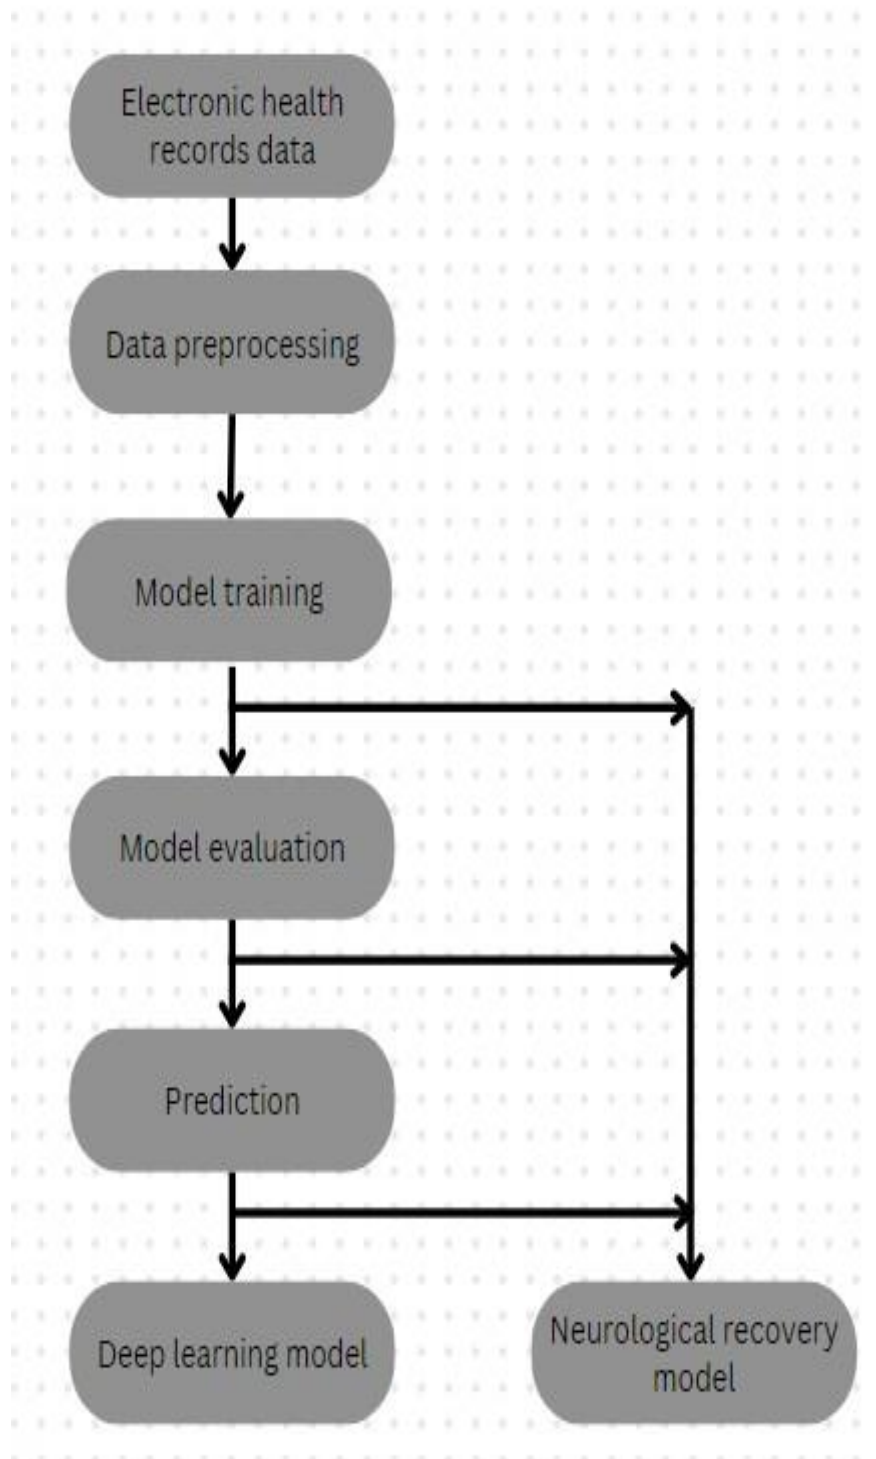 Electronic health
records data
Data preprocessing
Model training
Model evaluation
Prediction
Deep learning model
Neurological recovery
model